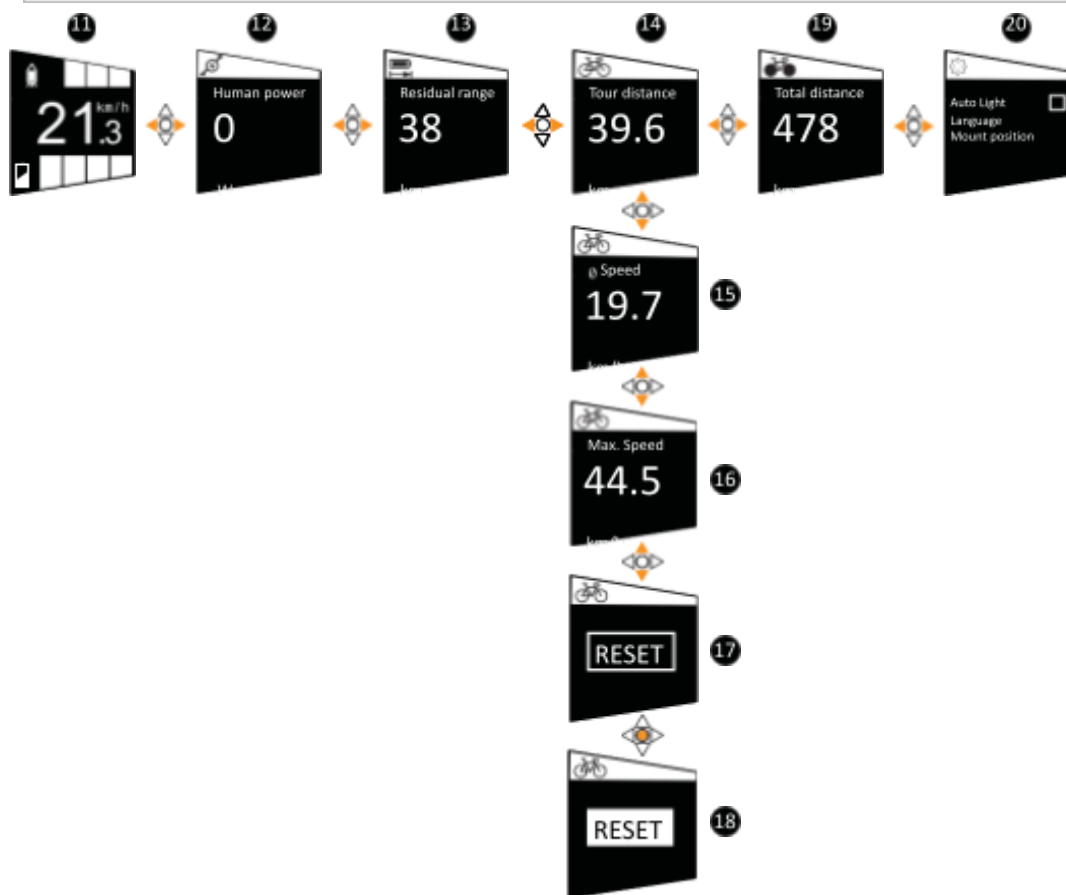 11
12
13
14
19
20
21.3 km/h
Human power
0
Residual range
38
Tour distance
39.6
Total distance
478
Auto Light
Language
Mount position
ø Speed
19.7
15
Max. Speed
44.5
16
RESET
17
RESET
18